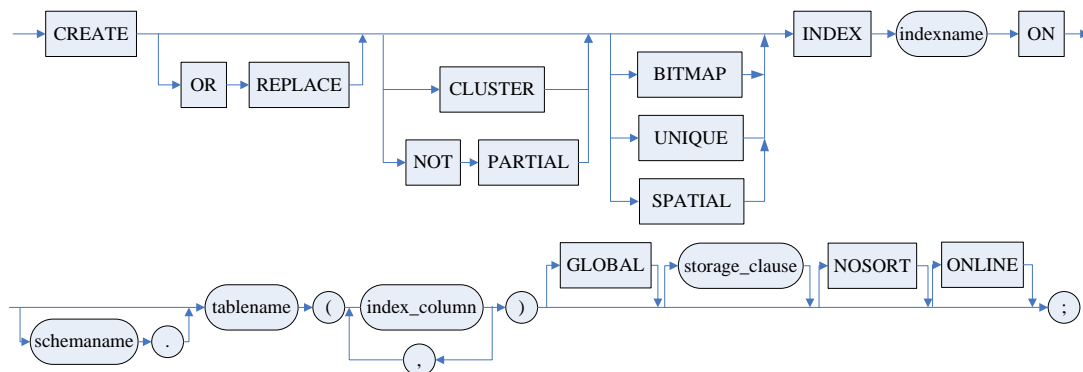 CREATE INDEX indexname ON
OR REPLACE CLUSTER BITMAP
NOT PARTIAL UNIQUE
SPATIAL
GLOBAL storage_clause NOSORT ONLINE
tablename ( index_column ) ;
schemaname . ,